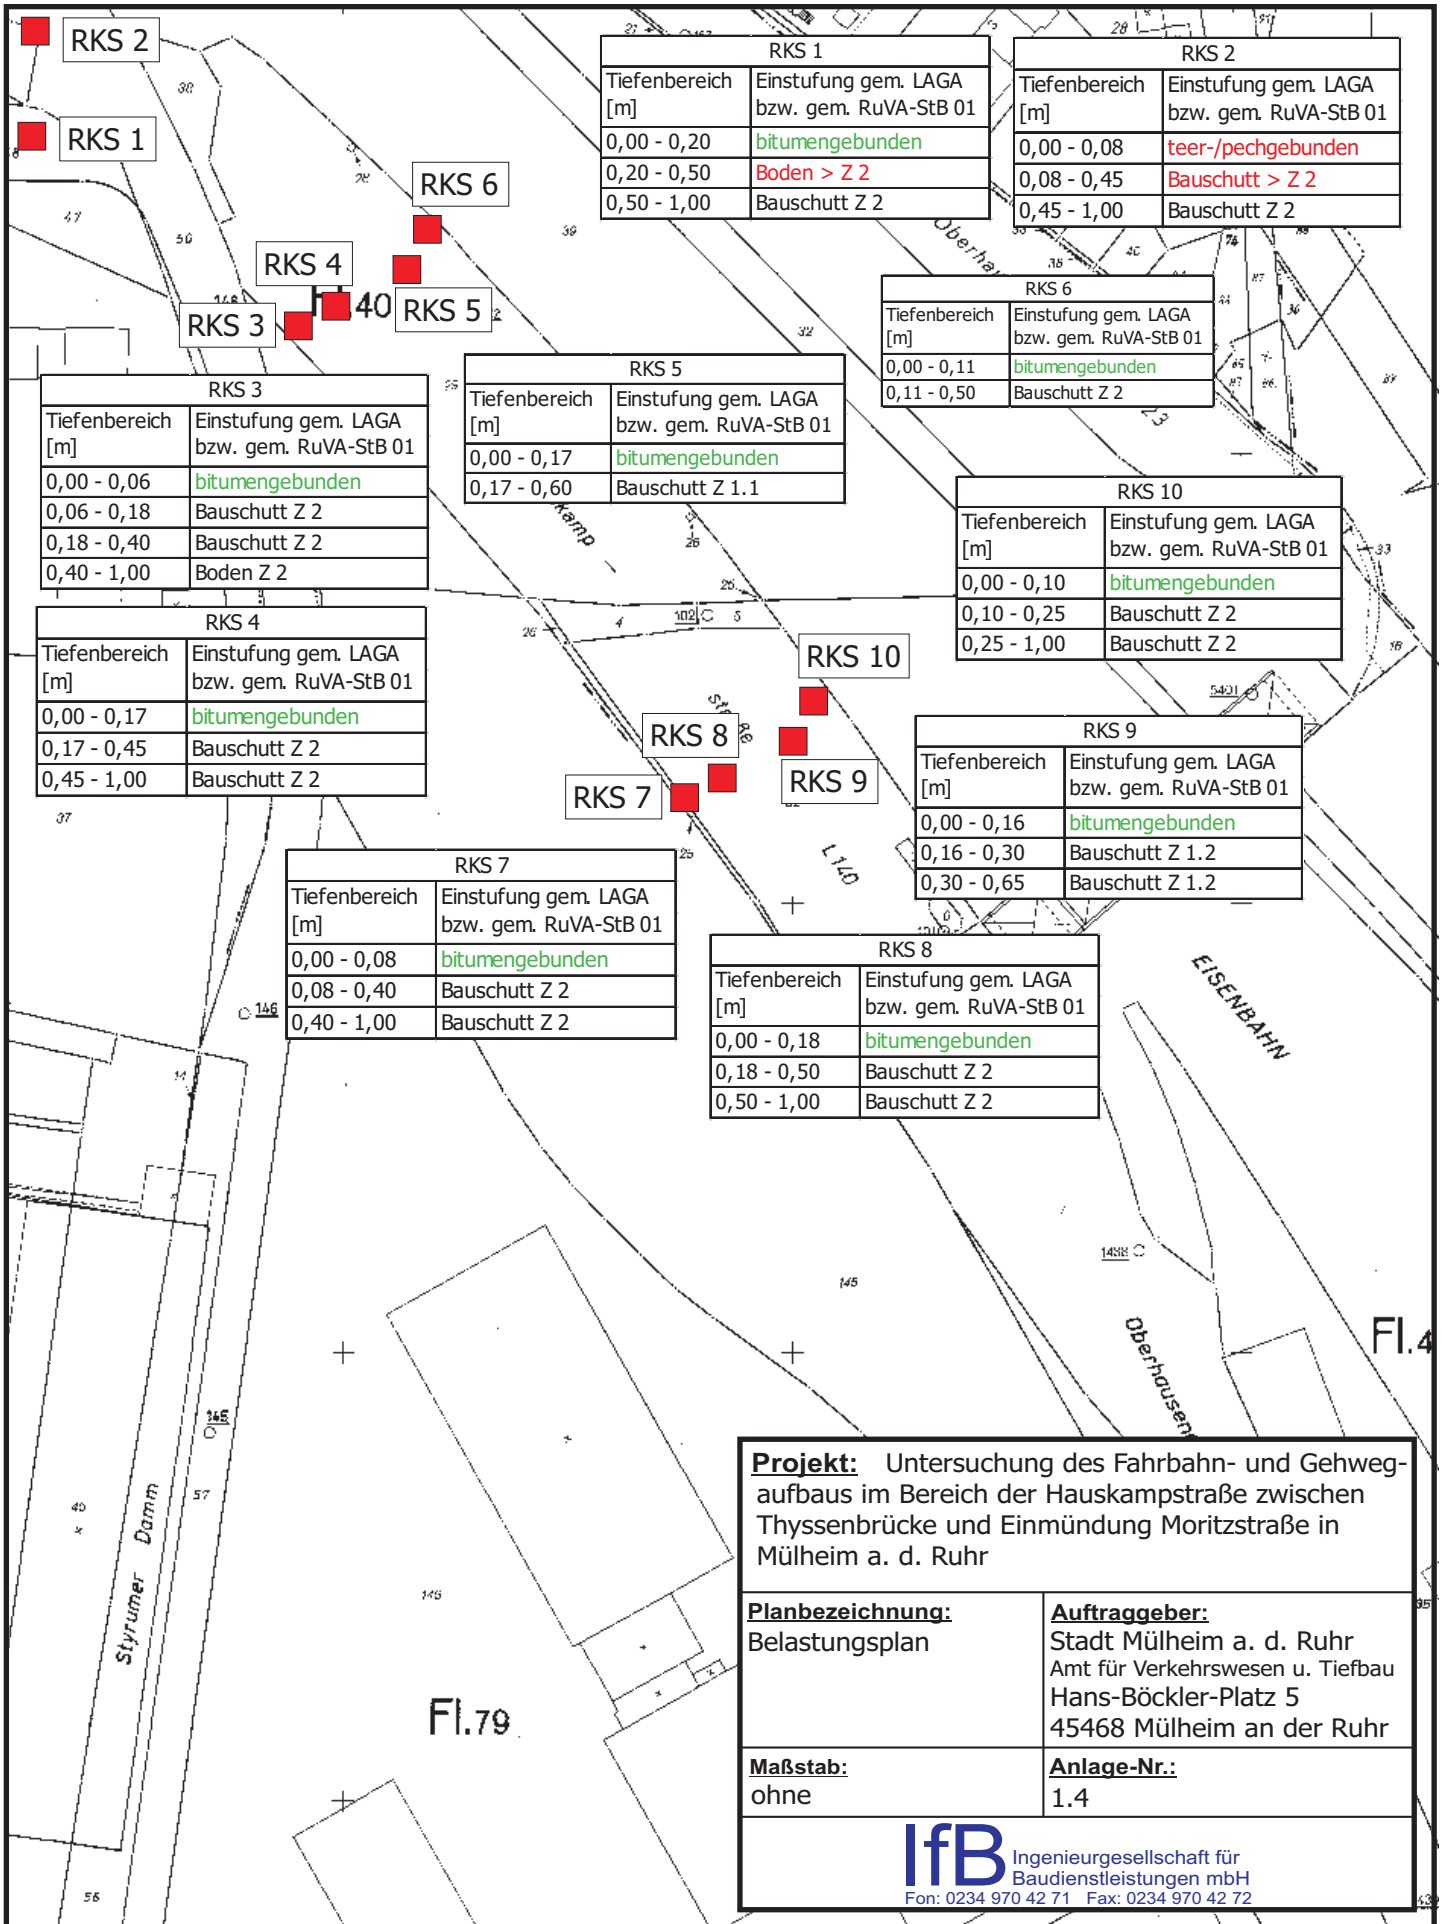 RKS 2
RKS 1
RKS 6
RKS 4
RKS 5
RKS 3
40
RKS 1
Tiefenbereich [m] Einstufung gem. LAGA bzw. gem. RuVA-StB 01
0,00 - 0,20 bitumengebunden
0,20 - 0,50 Boden > Z 2
0,50 - 1,00 Bauschutt Z 2
RKS 2
Tiefenbereich [m] Einstufung gem. LAGA bzw. gem. RuVA-StB 01
0,00 - 0,08 teer-/pechgebunden
0,08 - 0,45 Bauschutt > Z 2
0,45 - 1,00 Bauschutt Z 2
RKS 6
Tiefenbereich [m] Einstufung gem. LAGA bzw. gem. RuVA-StB 01
0,00 - 0,11 bitumengebunden
0,11 - 0,50 Bauschutt Z 2
RKS 3
Tiefenbereich [m] Einstufung gem. LAGA bzw. gem. RuVA-StB 01
0,00 - 0,06 bitumengebunden
0,06 - 0,18 Bauschutt Z 2
0,18 - 0,40 Bauschutt Z 2
0,40 - 1,00 Boden Z 2
RKS 5
Tiefenbereich [m] Einstufung gem. LAGA bzw. gem. RuVA-StB 01
0,00 - 0,17 bitumengebunden
0,17 - 0,60 Bauschutt Z 1.1
RKS 10
Tiefenbereich [m] Einstufung gem. LAGA bzw. gem. RuVA-StB 01
0,00 - 0,10 bitumengebunden
0,10 - 0,25 Bauschutt Z 2
0,25 - 1,00 Bauschutt Z 2
RKS 4
Tiefenbereich [m] Einstufung gem. LAGA bzw. gem. RuVA-StB 01
0,00 - 0,17 bitumengebunden
0,17 - 0,45 Bauschutt Z 2
0,45 - 1,00 Bauschutt Z 2
RKS 10
RKS 8
RKS 9
RKS 7
RKS 9
Tiefenbereich [m] Einstufung gem. LAGA bzw. gem. RuVA-StB 01
0,00 - 0,16 bitumengebunden
0,16 - 0,30 Bauschutt Z 1.2
0,30 - 0,65 Bauschutt Z 1.2
RKS 7
Tiefenbereich [m] Einstufung gem. LAGA bzw. gem. RuVA-StB 01
0,00 - 0,08 bitumengebunden
0,08 - 0,40 Bauschutt Z 2
0,40 - 1,00 Bauschutt Z 2
RKS 8
Tiefenbereich [m] Einstufung gem. LAGA bzw. gem. RuVA-StB 01
0,00 - 0,18 bitumengebunden
0,18 - 0,50 Bauschutt Z 2
0,50 - 1,00 Bauschutt Z 2
kamp
L 140
EISENBAHN
5401
146
145
1438
145
Fl.4
57
Styrumer Damm
Fl.79
56
Projekt: Untersuchung des Fahrbahn- und Gehweg-
aufbaus im Bereich der Hauskampstraße zwischen
Thyssenbrücke und Einmündung Moritzstraße in
Mülheim a. d. Ruhr
Planbezeichnung:
Belastungsplan
Auftraggeber:
Stadt Mülheim a. d. Ruhr
Amt für Verkehrswesen u. Tiefbau
Hans-Böckler-Platz 5
45468 Mülheim an der Ruhr
Maßstab:
ohne
Anlage-Nr.:
1.4
IfB Ingenieurgesellschaft für
Baudienstleistungen mbH
Fon: 0234 970 42 71 Fax: 0234 970 42 72